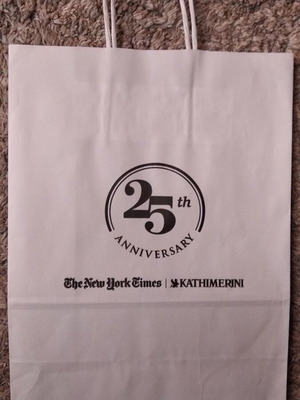 25th
ANNIVERSARY
The New York Times | KATHIMERINI